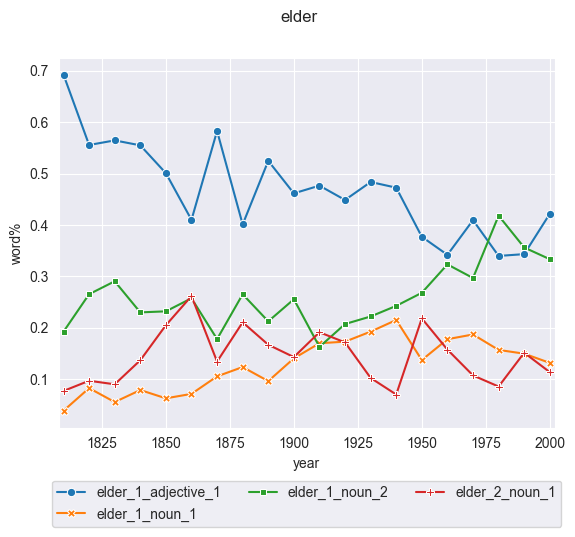 elder
0.7
0.6
0.5
0.4
0.3
0.2
0.1
word%
1825 1850 1875 1900 1925 1950 1975 2000
year
elder_1_adjective_1 elder_1_noun_2 elder_2_noun_1
elder_1_noun_1